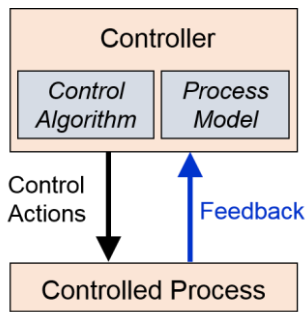 Controller
Control
Algorithm
Process
Model
Control
Actions
Feedback
Controlled Process